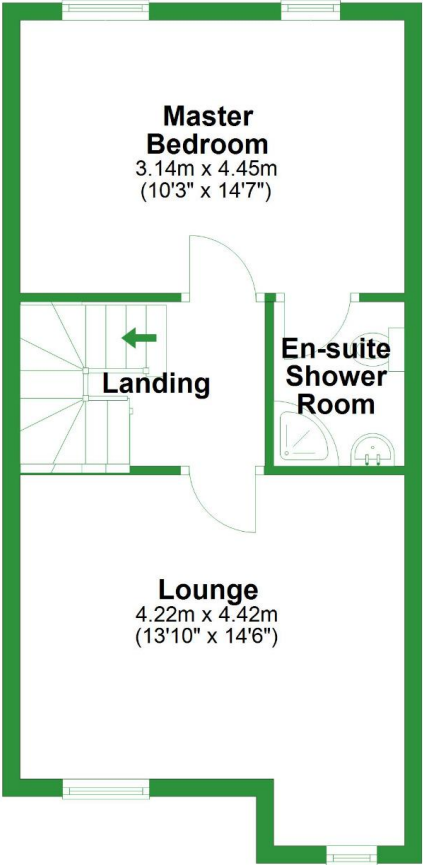 Master
Bedroom
3.14m x 4.45m
(10'3" x 14'7")
Landing
En-suite
Shower
Room
Lounge
4.22m x 4.42m
(13'10" x 14'6")